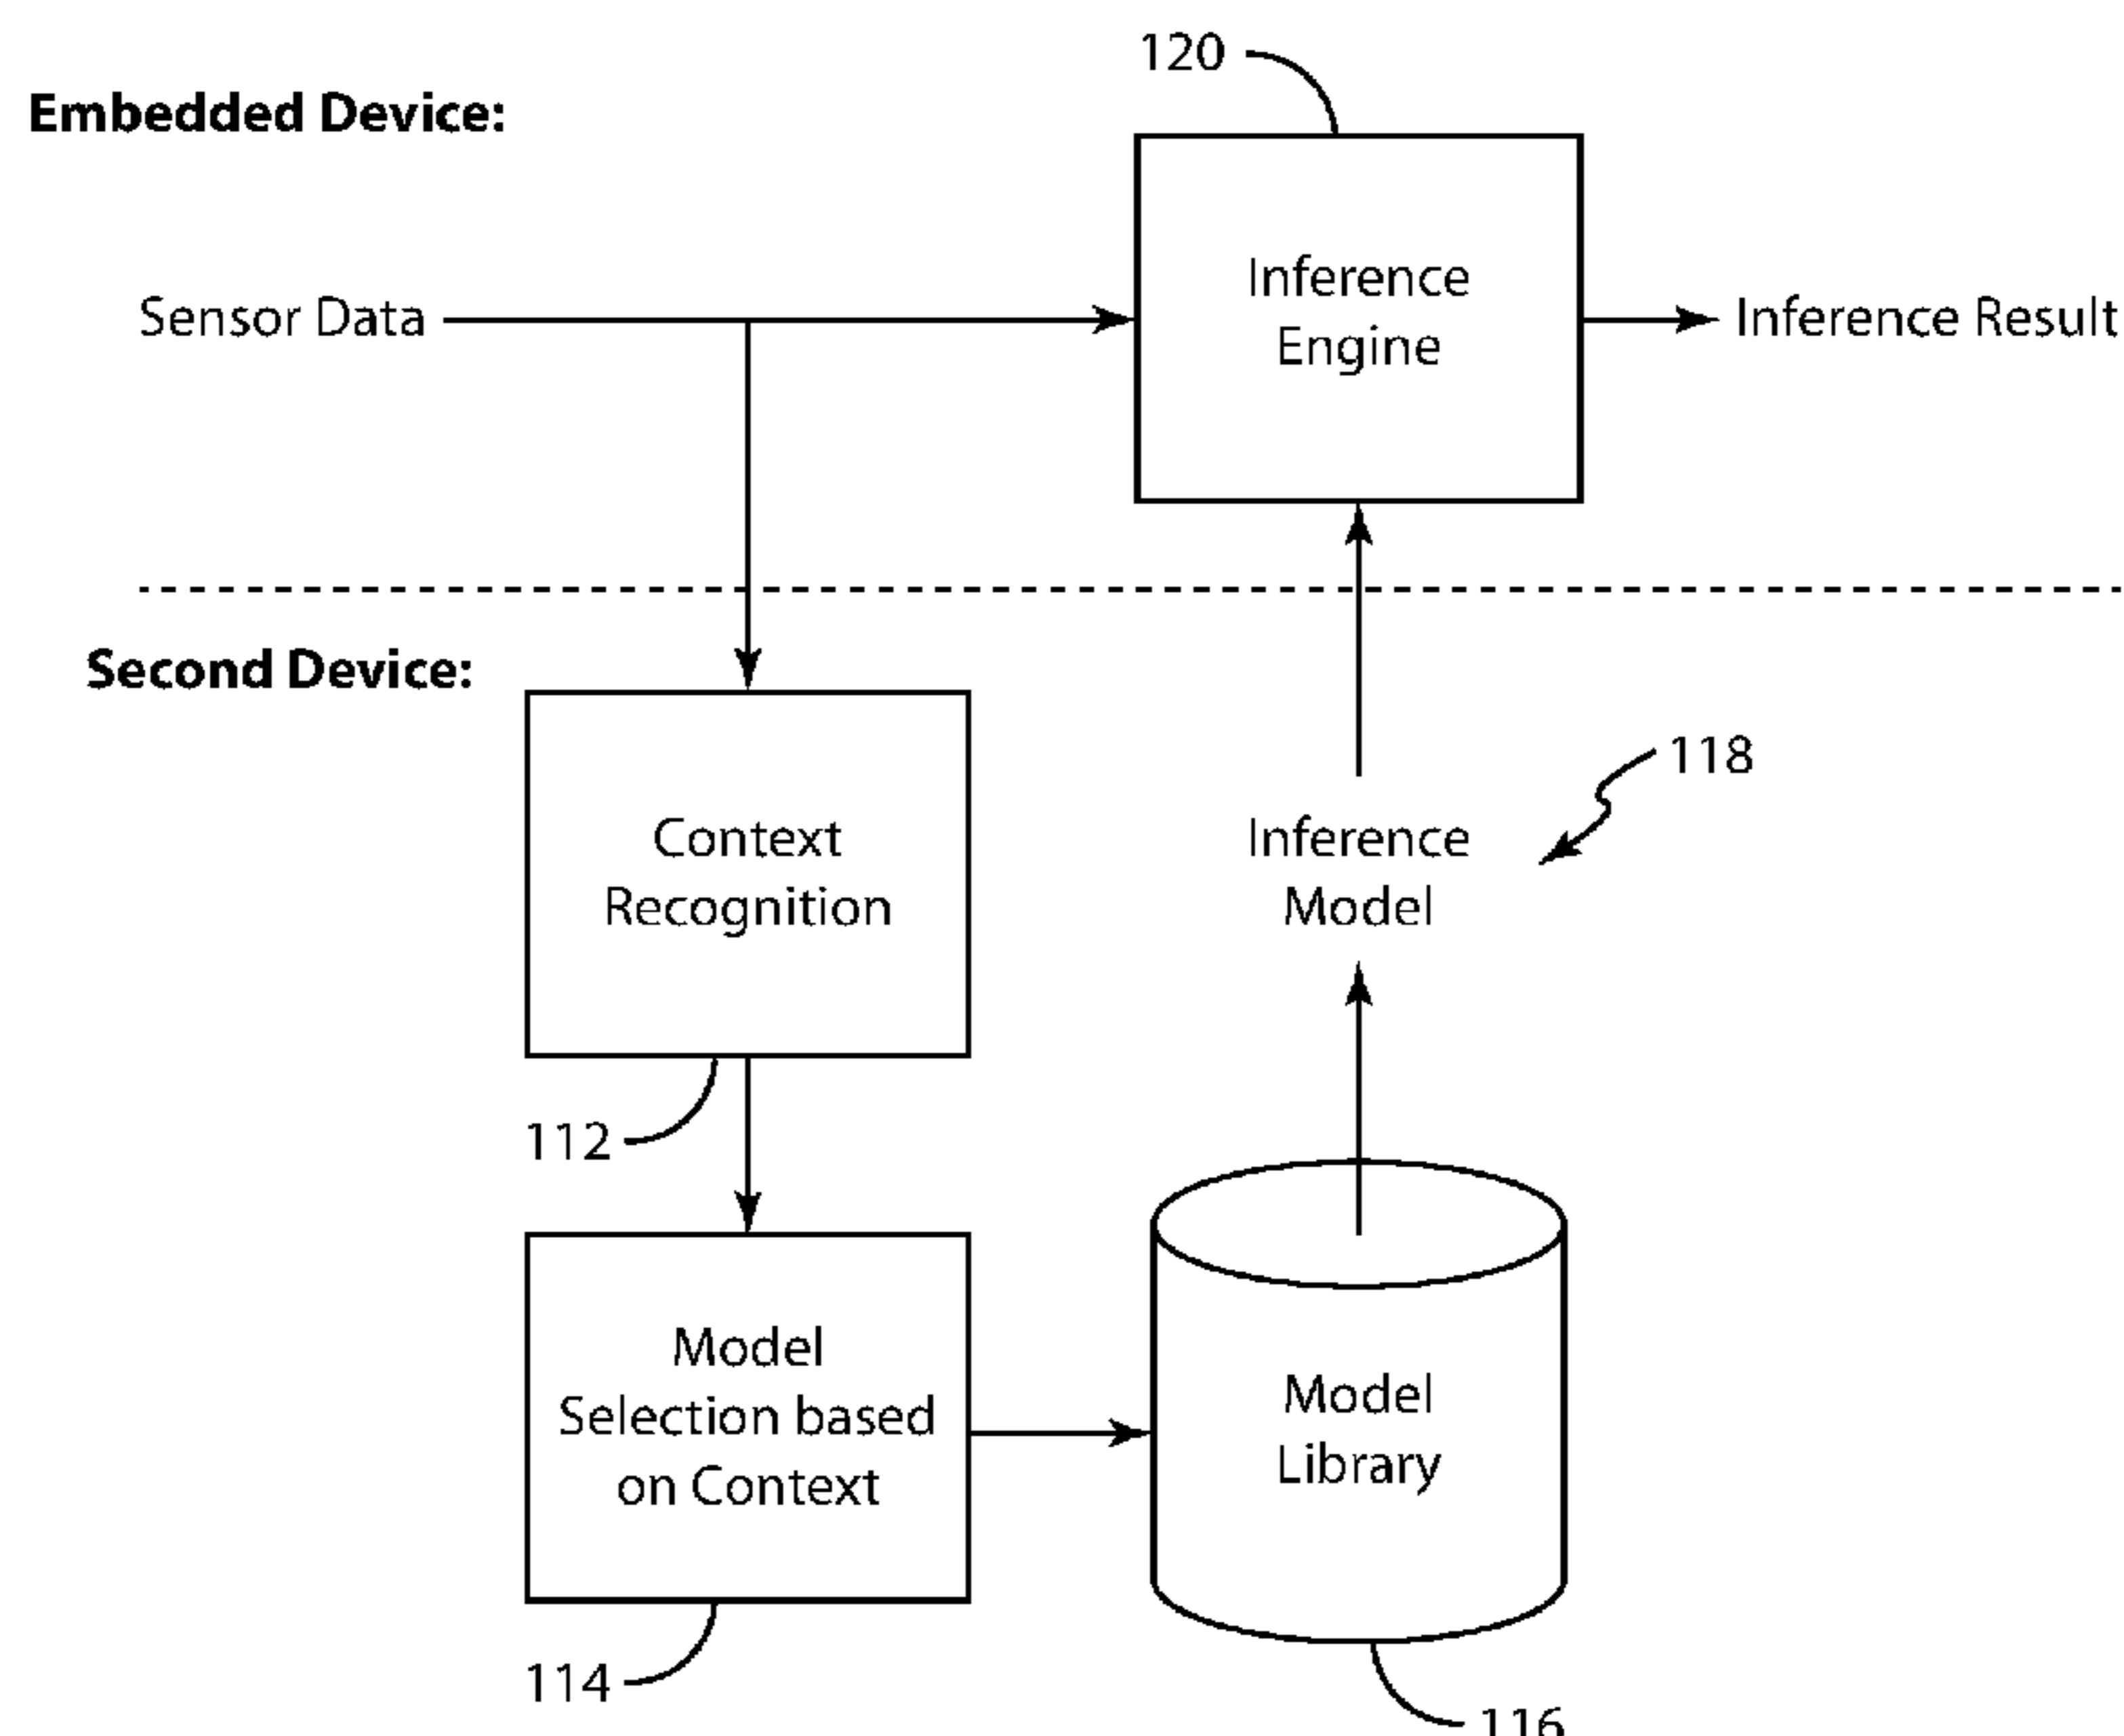 120
Embedded Device:
Inference
Engine
Sensor Data
Inference Result
Second Device:
118
Context
Recognition
Inference
Model
112
Model
Selection based
on Context
Model
Library
114
116